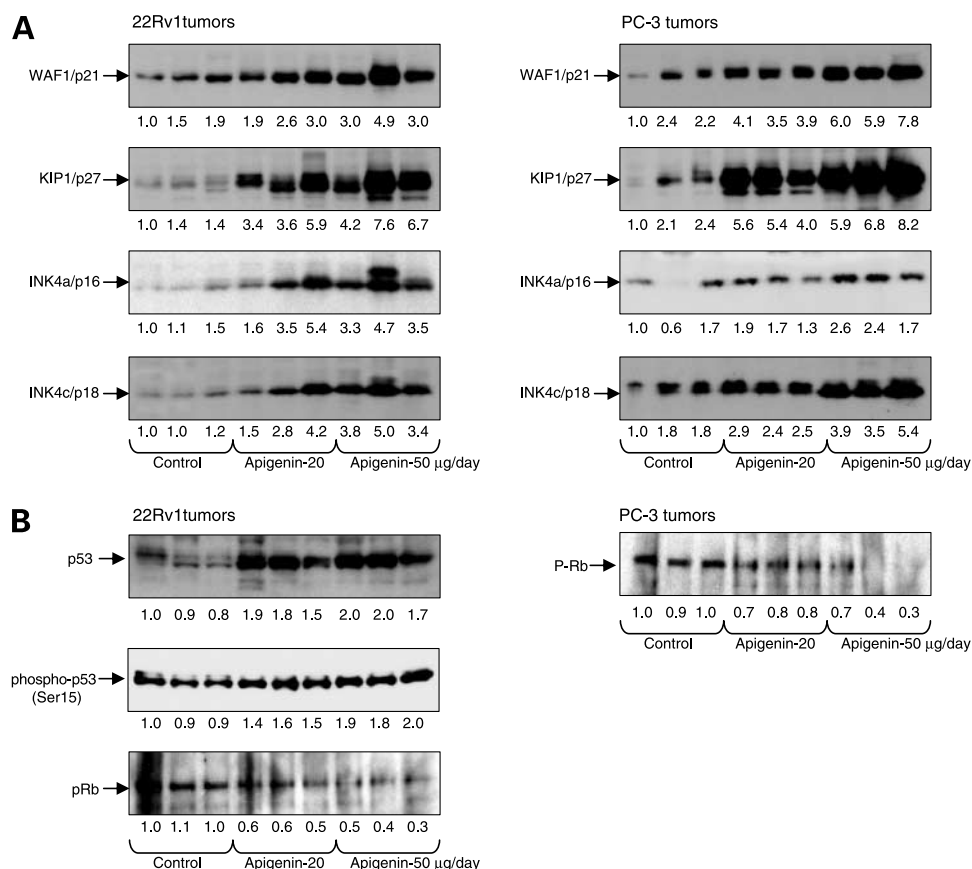 A
22Rv1tumors
WAF1/p21
1.0 1.5 1.9 1.9 2.6 3.0 3.0 4.9 3.0
KIP1/p27
1.0 1.4 1.4 3.4 3.6 5.9 4.2 7.6 6.7
INK4a/p16
1.0 1.1 1.5 1.6 3.5 5.4 3.3 4.7 3.5
INK4c/p18
1.0 1.0 1.2 1.5 2.8 4.2 3.8 5.0 3.4
Control Apigenin-20 Apigenin-50 μg/day
PC-3 tumors
WAF1/p21
1.0 2.4 2.2 4.1 3.5 3.9 6.0 5.9 7.8
KIP1/p27
1.0 2.1 2.4 5.6 5.4 4.0 5.9 6.8 8.2
INK4a/p16
1.0 0.6 1.7 1.9 1.7 1.3 2.6 2.4 1.7
INK4c/p18
1.0 1.8 1.8 2.9 2.4 2.5 3.9 3.5 5.4
Control Apigenin-20 Apigenin-50 μg/day
B
22Rv1tumors
p53
1.0 0.9 0.8 1.9 1.8 1.5 2.0 2.0 1.7
phospho-p53
(Ser15)
1.0 0.9 0.9 1.4 1.6 1.5 1.9 1.8 2.0
pRb
1.0 1.1 1.0 0.6 0.6 0.5 0.5 0.4 0.3
Control Apigenin-20 Apigenin-50 μg/day
PC-3 tumors
P-Rb
1.0 0.9 1.0 0.7 0.8 0.8 0.7 0.4 0.3
Control Apigenin-20 Apigenin-50 μg/day